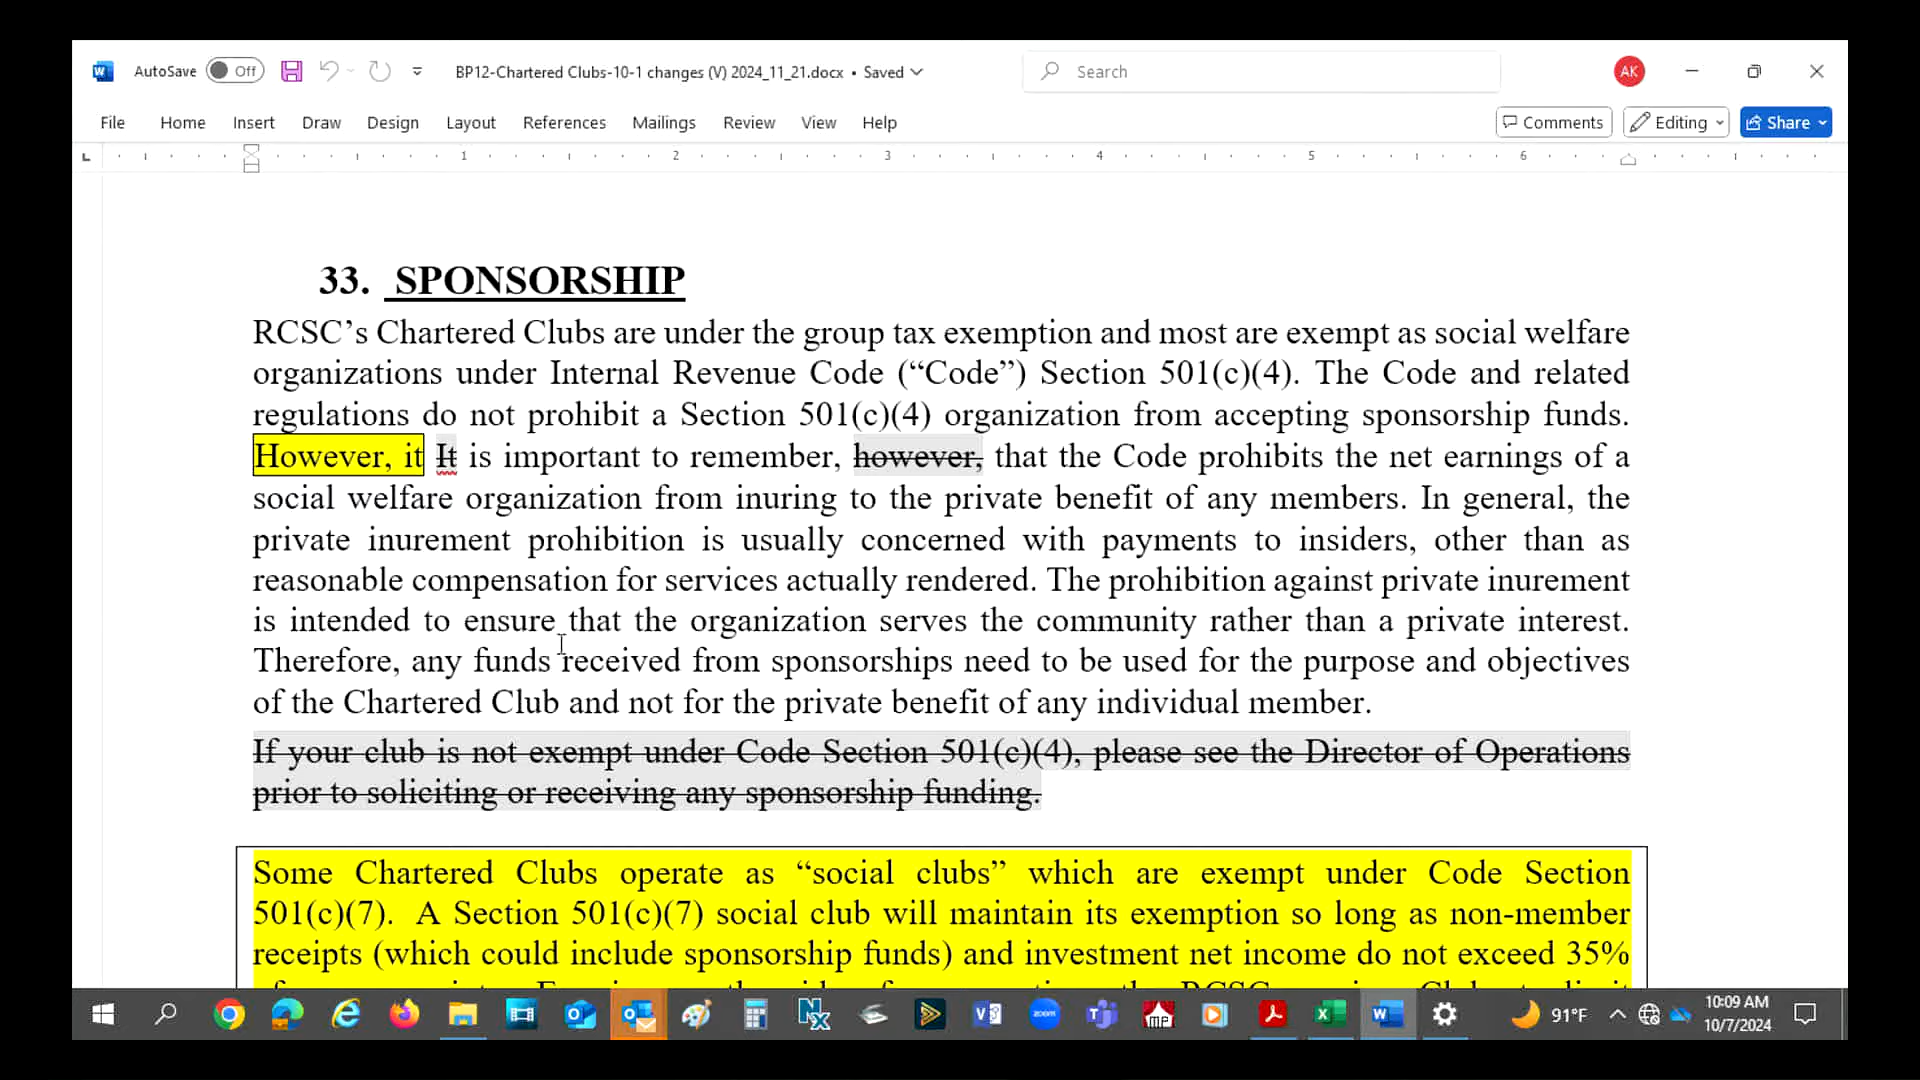 AutoSave Off BP12-Chartered Clubs-10-1 changes (V) 2024_11_21.docx • Saved Search AK
File Home Insert Draw Design Layout References Mailings Review View Help Comments Editing Share
1 2 3 4 5 6
33. SPONSORSHIP
RCSC’s Chartered Clubs are under the group tax exemption and most are exempt as social welfare
organizations under Internal Revenue Code (“Code”) Section 501(c)(4). The Code and related
regulations do not prohibit a Section 501(c)(4) organization from accepting sponsorship funds.
However, it It is important to remember, however, that the Code prohibits the net earnings of a
social welfare organization from inuring to the private benefit of any members. In general, the
private inurement prohibition is usually concerned with payments to insiders, other than as
reasonable compensation for services actually rendered. The prohibition against private inurement
is intended to ensure that the organization serves the community rather than a private interest.
Therefore, any funds received from sponsorships need to be used for the purpose and objectives
of the Chartered Club and not for the private benefit of any individual member.
If your club is not exempt under Code Section 501(c)(4), please see the Director of Operations
prior to soliciting or receiving any sponsorship funding.
Some Chartered Clubs operate as “social clubs” which are exempt under Code Section
501(c)(7). A Section 501(c)(7) social club will maintain its exemption so long as non-member
receipts (which could include sponsorship funds) and investment net income do not exceed 35%
zoom MP 91°F 10:09 AM
10/7/2024